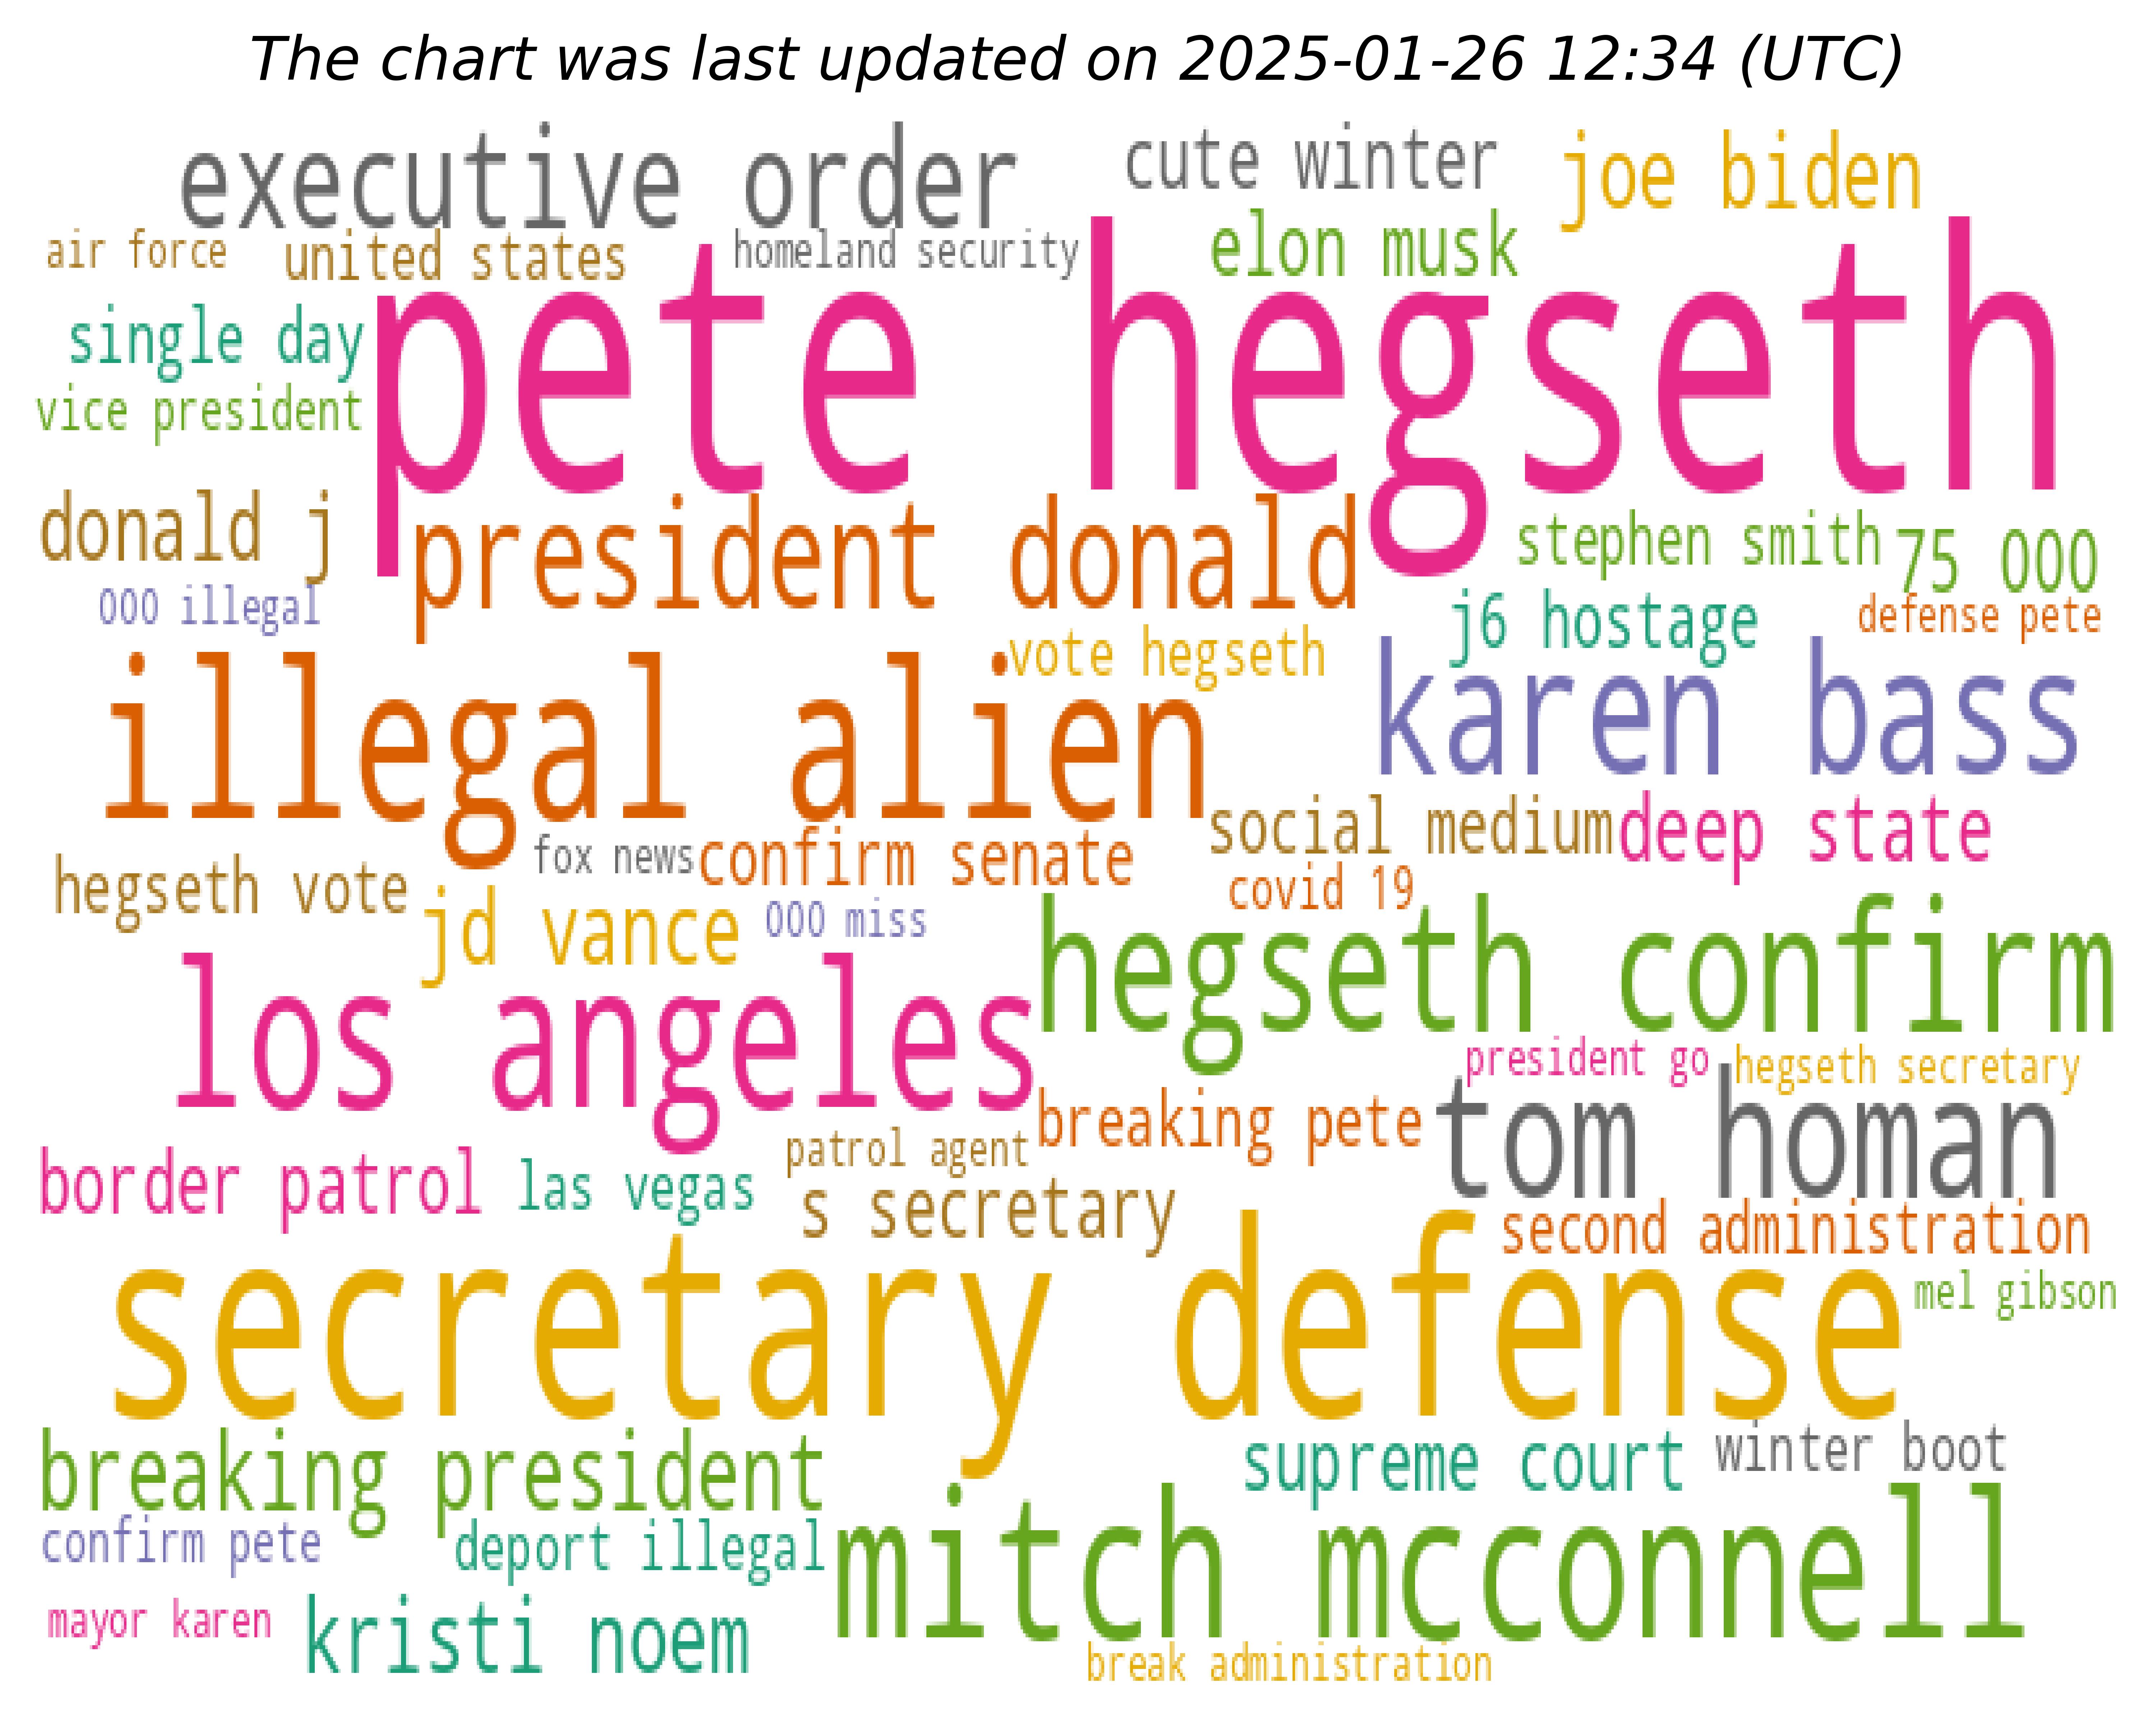 The chart was last updated on 2025-01-26 12:34 (UTC)
executive order
cute winter
joe biden
air force
united states
homeland security
elon musk
pete hegseth
single day
vice president
donald j
president donald
stephen smith
75 000
000 illegal
j6 hostage
defense pete
vote hegseth
illegal alien
karen bass
social medium
deep state
fox news
confirm senate
covid 19
hegseth vote
jd vance
000 miss
hegseth confirm
los angeles
president go
hegseth secretary
breaking pete
tom homan
patrol agent
border patrol
las vegas
s secretary
second administration
secretary defense
mel gibson
breaking president
supreme court
winter boot
confirm pete
deport illegal
mitch mcconnell
mayor karen
kristi noem
break administration